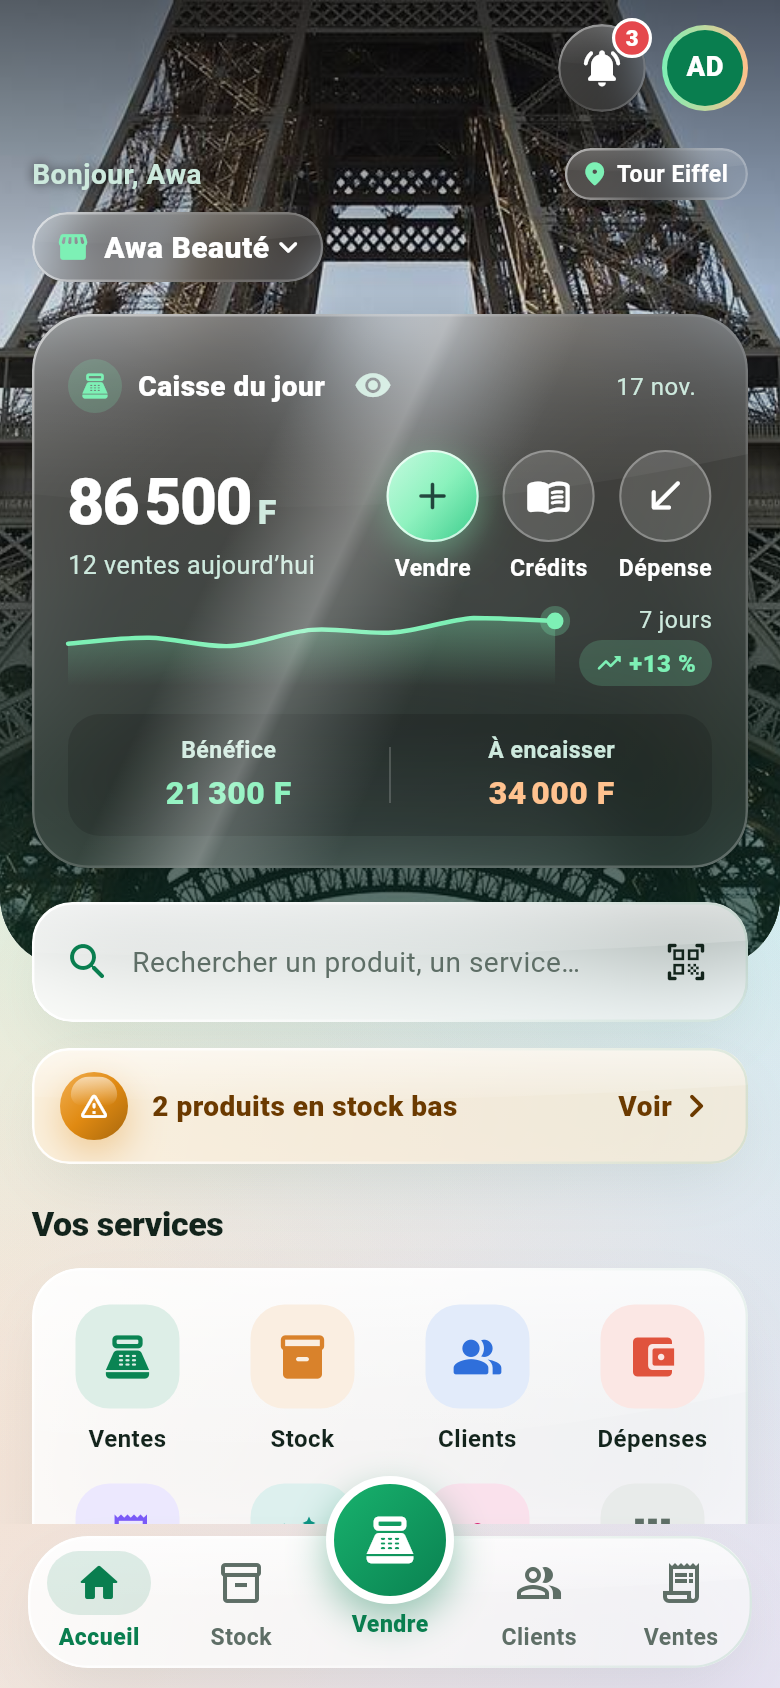 3
AD
Bonjour, Awa
Tour Eiffel
Awa Beauté
Caisse du jour
17 nov.
86 500 F
12 ventes aujourd’hui
Vendre
Crédits
Dépense
7 jours
+13 %
Bénéfice
À encaisser
21 300 F
34 000 F
Rechercher un produit, un service…
2 produits en stock bas
Voir
Vos services
Ventes
Stock
Clients
Dépenses
Accueil
Stock
Vendre
Clients
Ventes